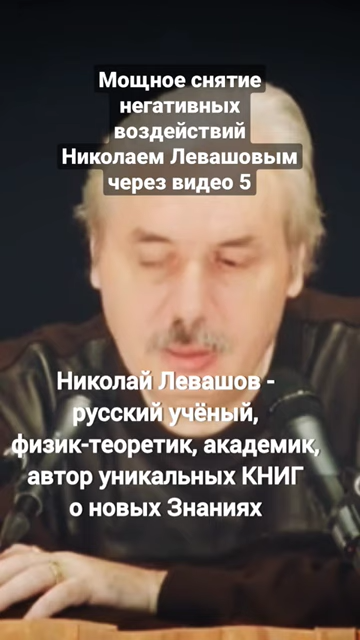 Мощное снятие
негативных
воздействий
Николаем Левашовым
через видео 5
Николай Левашов -
русский учёный,
физик-теоретик, академик,
автор уникальных КНИГ
о новых Знаниях